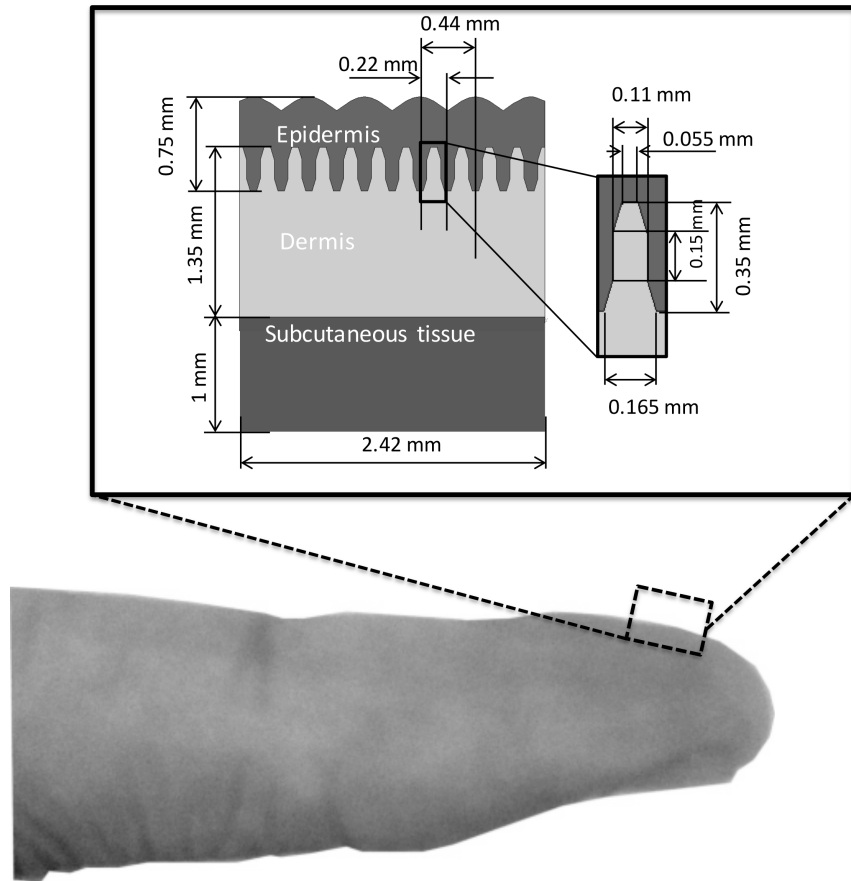 0.44 mm
0.22 mm
0.11 mm
0.75 mm
Epidermis
0.055 mm
1.35 mm
Dermis
0.15 mm
0.35 mm
Subcutaneous tissue
1 mm
0.165 mm
2.42 mm